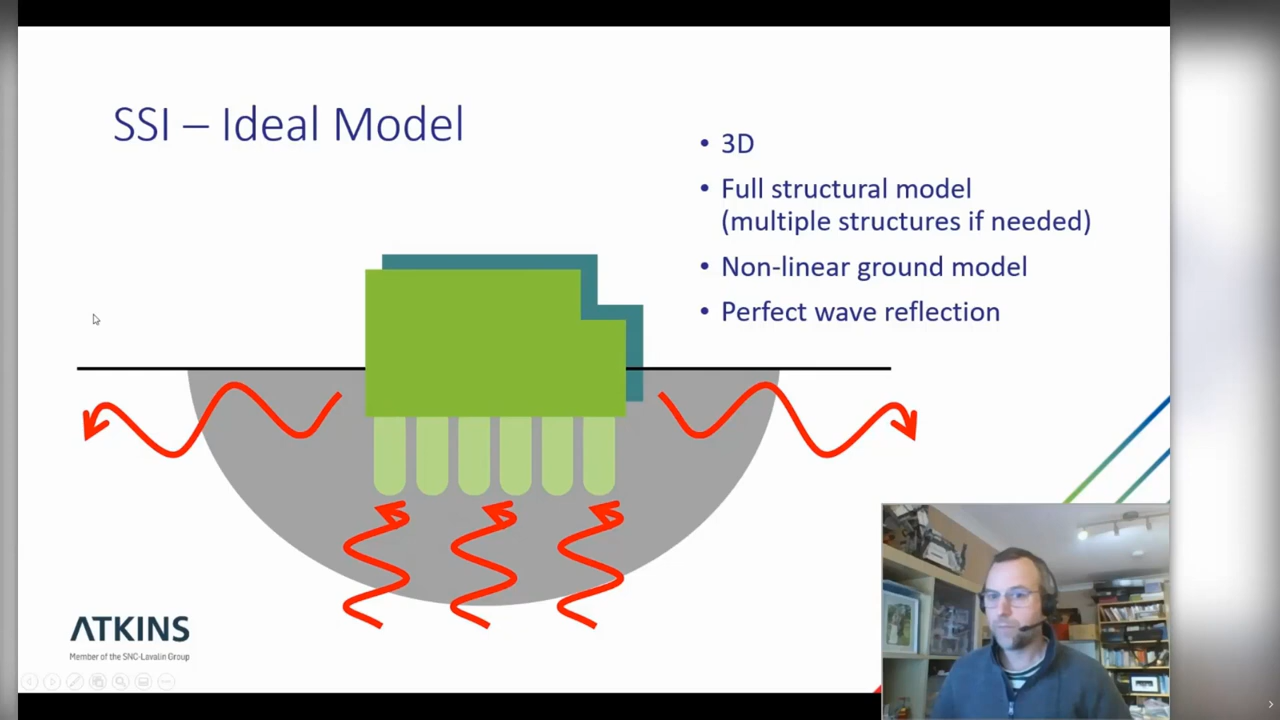 SSI – Ideal Model
• 3D
• Full structural model
(multiple structures if needed)
• Non-linear ground model
• Perfect wave reflection
ATKINS
Member of the SNC-Lavalin Group